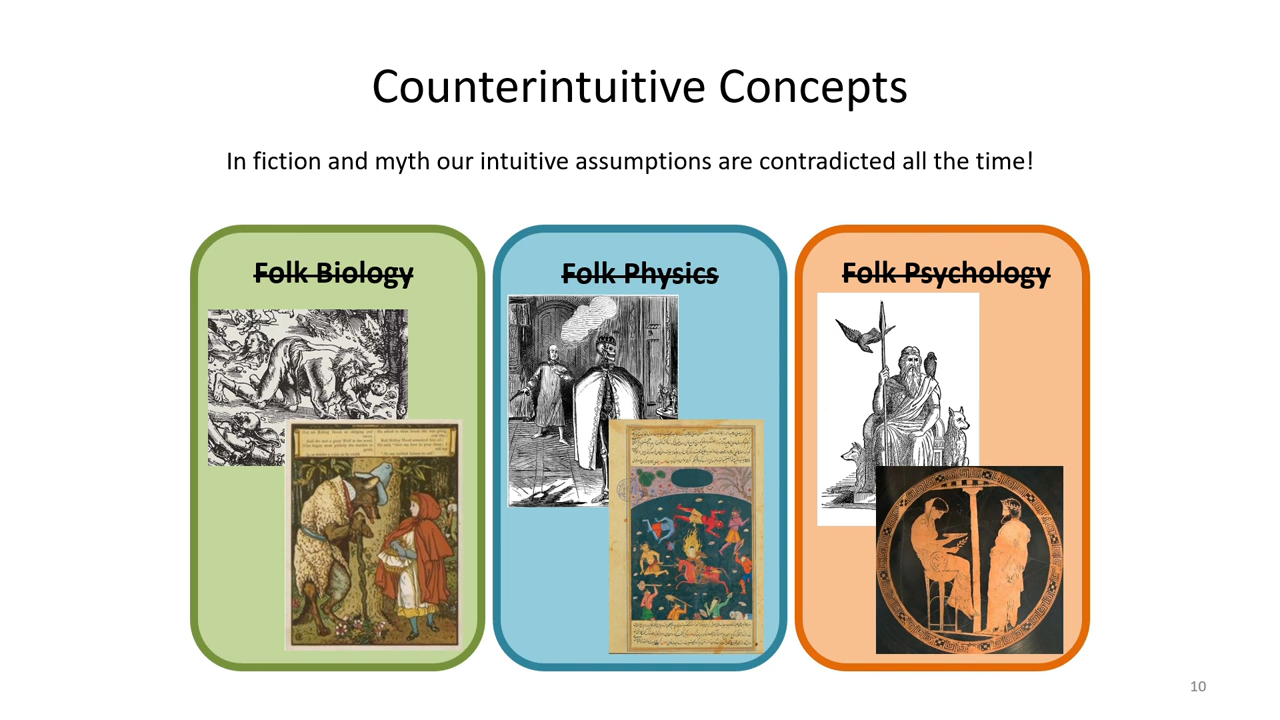 Counterintuitive Concepts
In fiction and myth our intuitive assumptions are contradicted all the time!
Folk Biology
Folk Physics
Folk Psychology
10